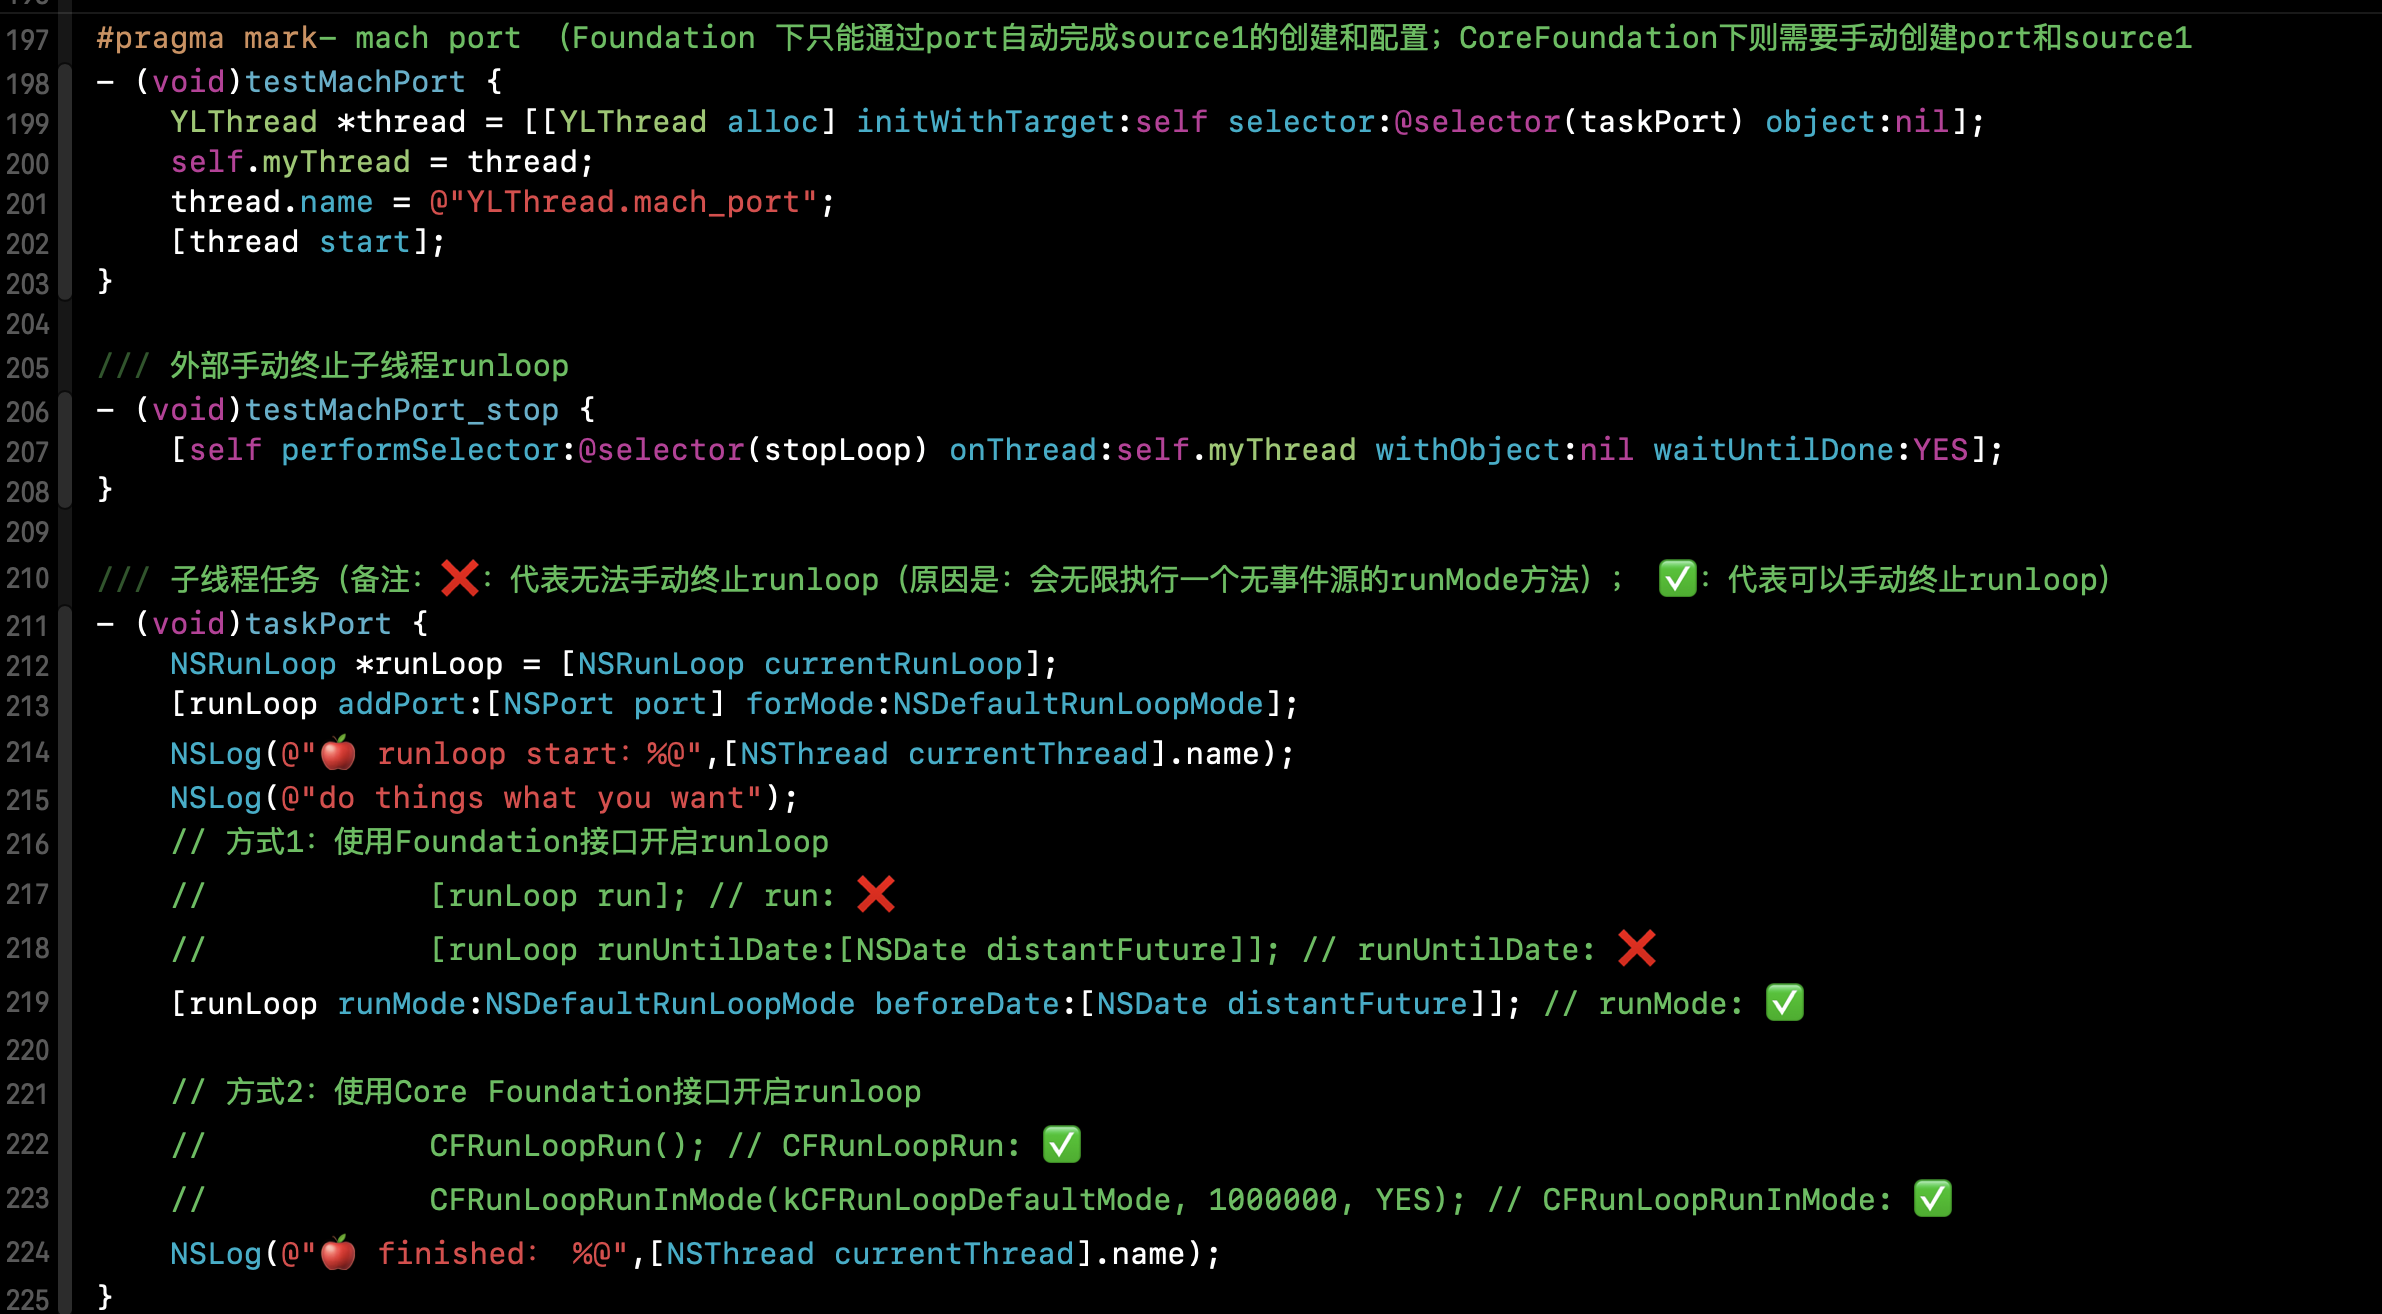 197 #pragma mark- mach port （Foundation 下只能通过port自动完成source1的创建和配置；CoreFoundation下则需要手动创建port和source1
198 - (void)testMachPort {
199 YLThread *thread = [[YLThread alloc] initWithTarget:self selector:@selector(taskPort) object:nil];
200 self.myThread = thread;
201 thread.name = @"YLThread.mach_port";
202 [thread start];
203 }
204
205 /// 外部手动终止子线程runloop
206 - (void)testMachPort_stop {
207 [self performSelector:@selector(stopLoop) onThread:self.myThread withObject:nil waitUntilDone:YES];
208 }
209
210 /// 子线程任务（备注：❌：代表无法手动终止runloop（原因是：会无限执行一个无事件源的runMode方法）； ✅：代表可以手动终止runloop）
211 - (void)taskPort {
212 NSRunLoop *runLoop = [NSRunLoop currentRunLoop];
213 [runLoop addPort:[NSPort port] forMode:NSDefaultRunLoopMode];
214 NSLog(@"🍎 runloop start：%@",[NSThread currentThread].name);
215 NSLog(@"do things what you want");
216 // 方式1：使用Foundation接口开启runloop
217 // [runLoop run]; // run: ❌
218 // [runLoop runUntilDate:[NSDate distantFuture]]; // runUntilDate: ❌
219 [runLoop runMode:NSDefaultRunLoopMode beforeDate:[NSDate distantFuture]]; // runMode: ✅
220
221 // 方式2：使用Core Foundation接口开启runloop
222 // CFRunLoopRun(); // CFRunLoopRun: ✅
223 // CFRunLoopRunInMode(kCFRunLoopDefaultMode, 1000000, YES); // CFRunLoopRunInMode: ✅
224 NSLog(@"🍎 finished： %@",[NSThread currentThread].name);
225 }